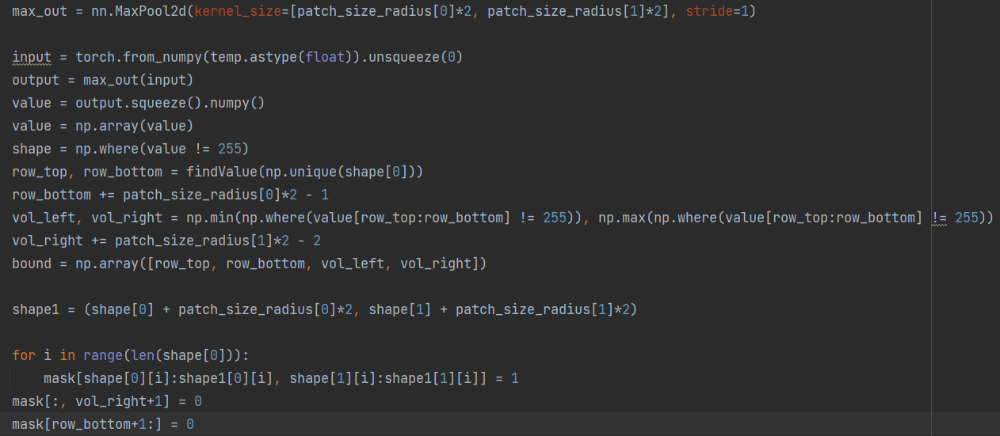 max_out = nn.MaxPool2d(kernel_size=[patch_size_radius[0]*2, patch_size_radius[1]*2], stride=1)
input = torch.from_numpy(temp.astype(float)).unsqueeze(0)
output = max_out(input)
value = output.squeeze().numpy()
value = np.array(value)
shape = np.where(value != 255)
row_top, row_bottom = findValue(np.unique(shape[0]))
row_bottom += patch_size_radius[0]*2 - 1
vol_left, vol_right = np.min(np.where(value[row_top:row_bottom] != 255)), np.max(np.where(value[row_top:row_bottom] != 255))
vol_right += patch_size_radius[1]*2 - 2
bound = np.array([row_top, row_bottom, vol_left, vol_right])
shape1 = (shape[0] + patch_size_radius[0]*2, shape[1] + patch_size_radius[1]*2)
for i in range(len(shape[0])):
    mask[shape[0][i]:shape1[0][i], shape[1][i]:shape1[1][i]] = 1
mask[:, vol_right+1] = 0
mask[row_bottom+1:] = 0